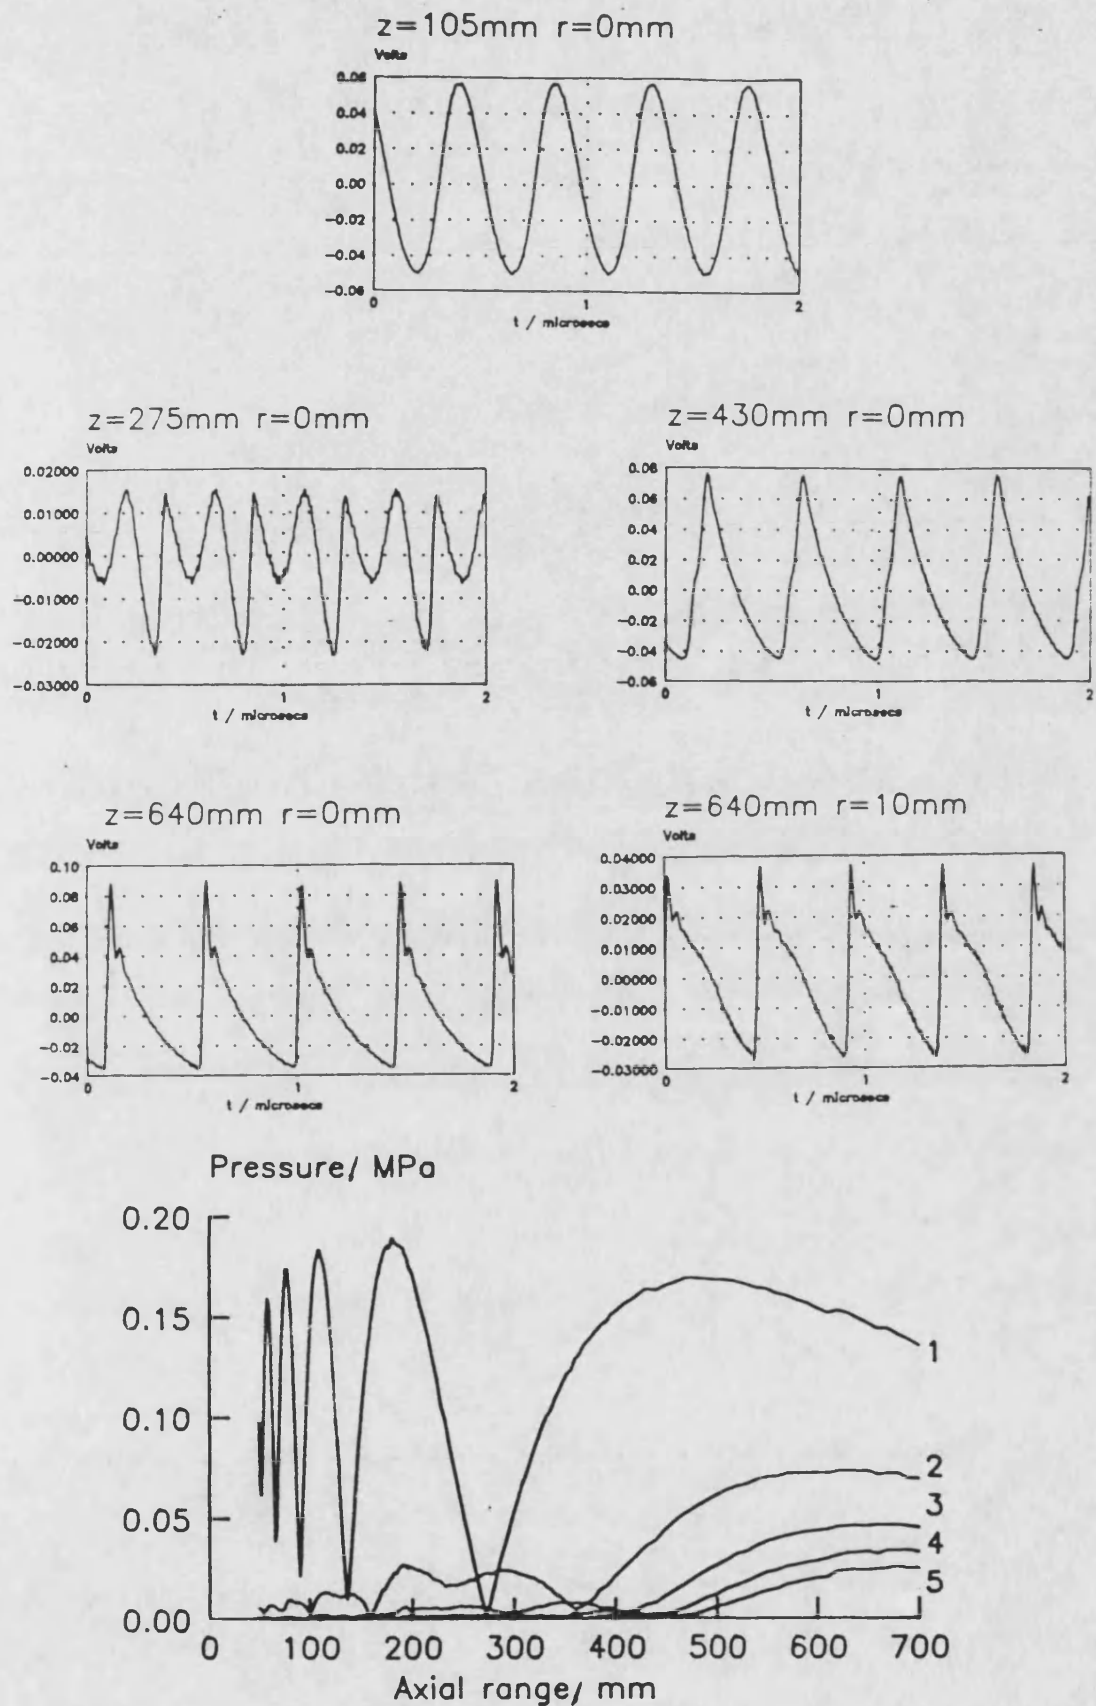 z=105mm r=0mm
Volts
0.06
0.04
0.02
0.00
-0.02
-0.04
-0.06
0 1 2
t / microsecs
z=275mm r=0mm
Volts
0.02000
0.01000
0.00000
-0.01000
-0.02000
-0.03000
0 1 2
t / microsecs
z=430mm r=0mm
Volts
0.08
0.06
0.04
0.02
0.00
-0.02
-0.04
-0.06
0 1 2
t / microsecs
z=640mm r=0mm
Volts
0.10
0.08
0.06
0.04
0.02
0.00
-0.02
-0.04
0 1 2
t / microsecs
z=640mm r=10mm
Volts
0.04000
0.03000
0.02000
0.01000
0.00000
-0.01000
-0.02000
-0.03000
0 1 2
t / microsecs
Pressure/ MPa
0.20
0.15
0.10
0.05
0.00
1
2
3
4
5
0 100 200 300 400 500 600 700
Axial range/ mm